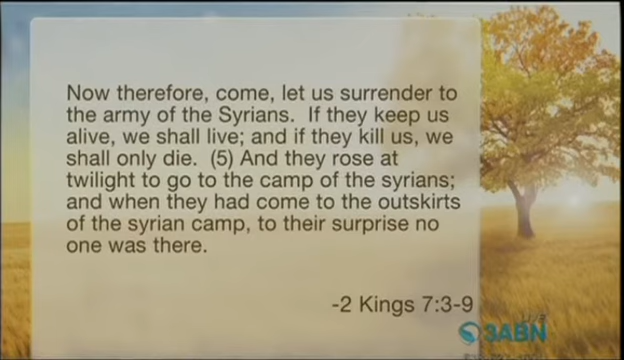 Now therefore, come, let us surrender to
the army of the Syrians.  If they keep us
alive, we shall live; and if they kill us, we
shall only die.  (5) And they rose at
twilight to go to the camp of the syrians;
and when they had come to the outskirts
of the syrian camp, to their surprise no
one was there.
-2 Kings 7:3-9
3ABN